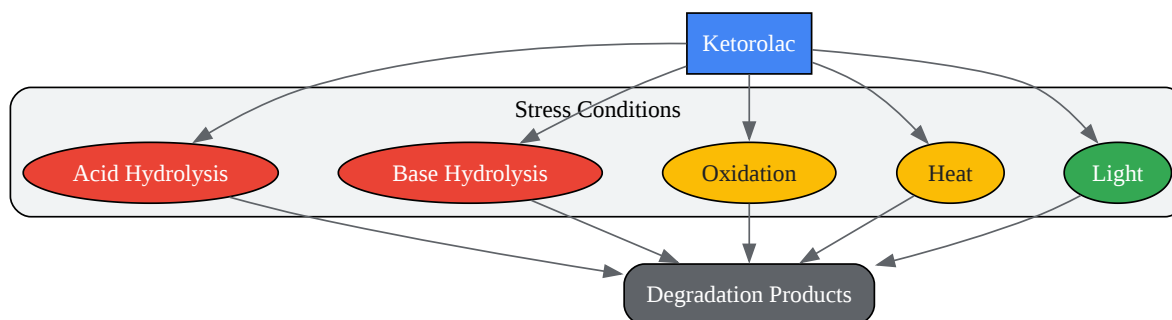 Ketorolac
Stress Conditions
Acid Hydrolysis
Base Hydrolysis
Oxidation
Heat
Light
Degradation Products